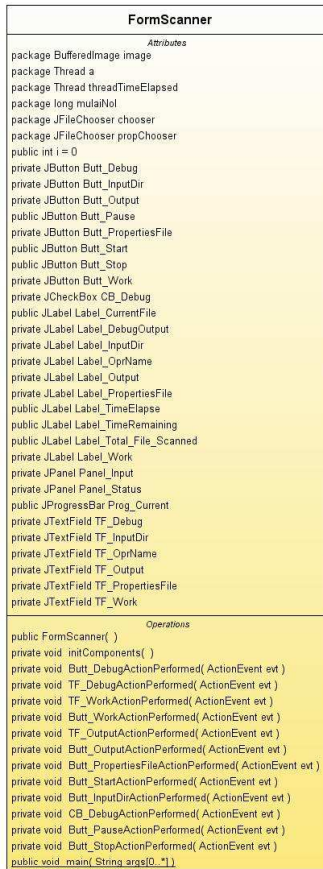 FormScanner
Attributes
package BufferedImage image
package Thread a
package Thread threadTimeElapsed
package long mulaiNol
package JFileChooser chooser
package JFileChooser propChooser
public int i = 0
private JButton Butt_Debug
private JButton Butt_InputDir
private JButton Butt_Output
public JButton Butt_Pause
private JButton Butt_PropertiesFile
public JButton Butt_Start
public JButton Butt_Stop
private JButton Butt_Work
private JCheckBox CB_Debug
public JLabel Label_CurrentFile
private JLabel Label_DebugOutput
private JLabel Label_InputDir
private JLabel Label_OprName
private JLabel Label_Output
private JLabel Label_PropertiesFile
public JLabel Label_TimeElapse
public JLabel Label_TimeRemaining
public JLabel Label_Total_File_Scanned
private JLabel Label_Work
private JPanel Panel_Input
private JPanel Panel_Status
public JProgressBar Prog_Current
private JTextField TF_Debug
private JTextField TF_InputDir
private JTextField TF_OprName
private JTextField TF_Output
private JTextField TF_PropertiesFile
private JTextField TF_Work
Operations
public FormScanner( )
private void initComponents( )
private void Butt_DebugActionPerformed( ActionEvent evt )
private void TF_DebugActionPerformed( ActionEvent evt )
private void TF_WorkActionPerformed( ActionEvent evt )
private void Butt_WorkActionPerformed( ActionEvent evt )
private void TF_OutputActionPerformed( ActionEvent evt )
private void Butt_OutputActionPerformed( ActionEvent evt )
private void Butt_PropertiesFileActionPerformed( ActionEvent evt )
private void Butt_StartActionPerformed( ActionEvent evt )
private void Butt_InputDirActionPerformed( ActionEvent evt )
private void CB_DebugActionPerformed( ActionEvent evt )
private void Butt_PauseActionPerformed( ActionEvent evt )
private void Butt_StopActionPerformed( ActionEvent evt )
public void main( String args[0..*] )